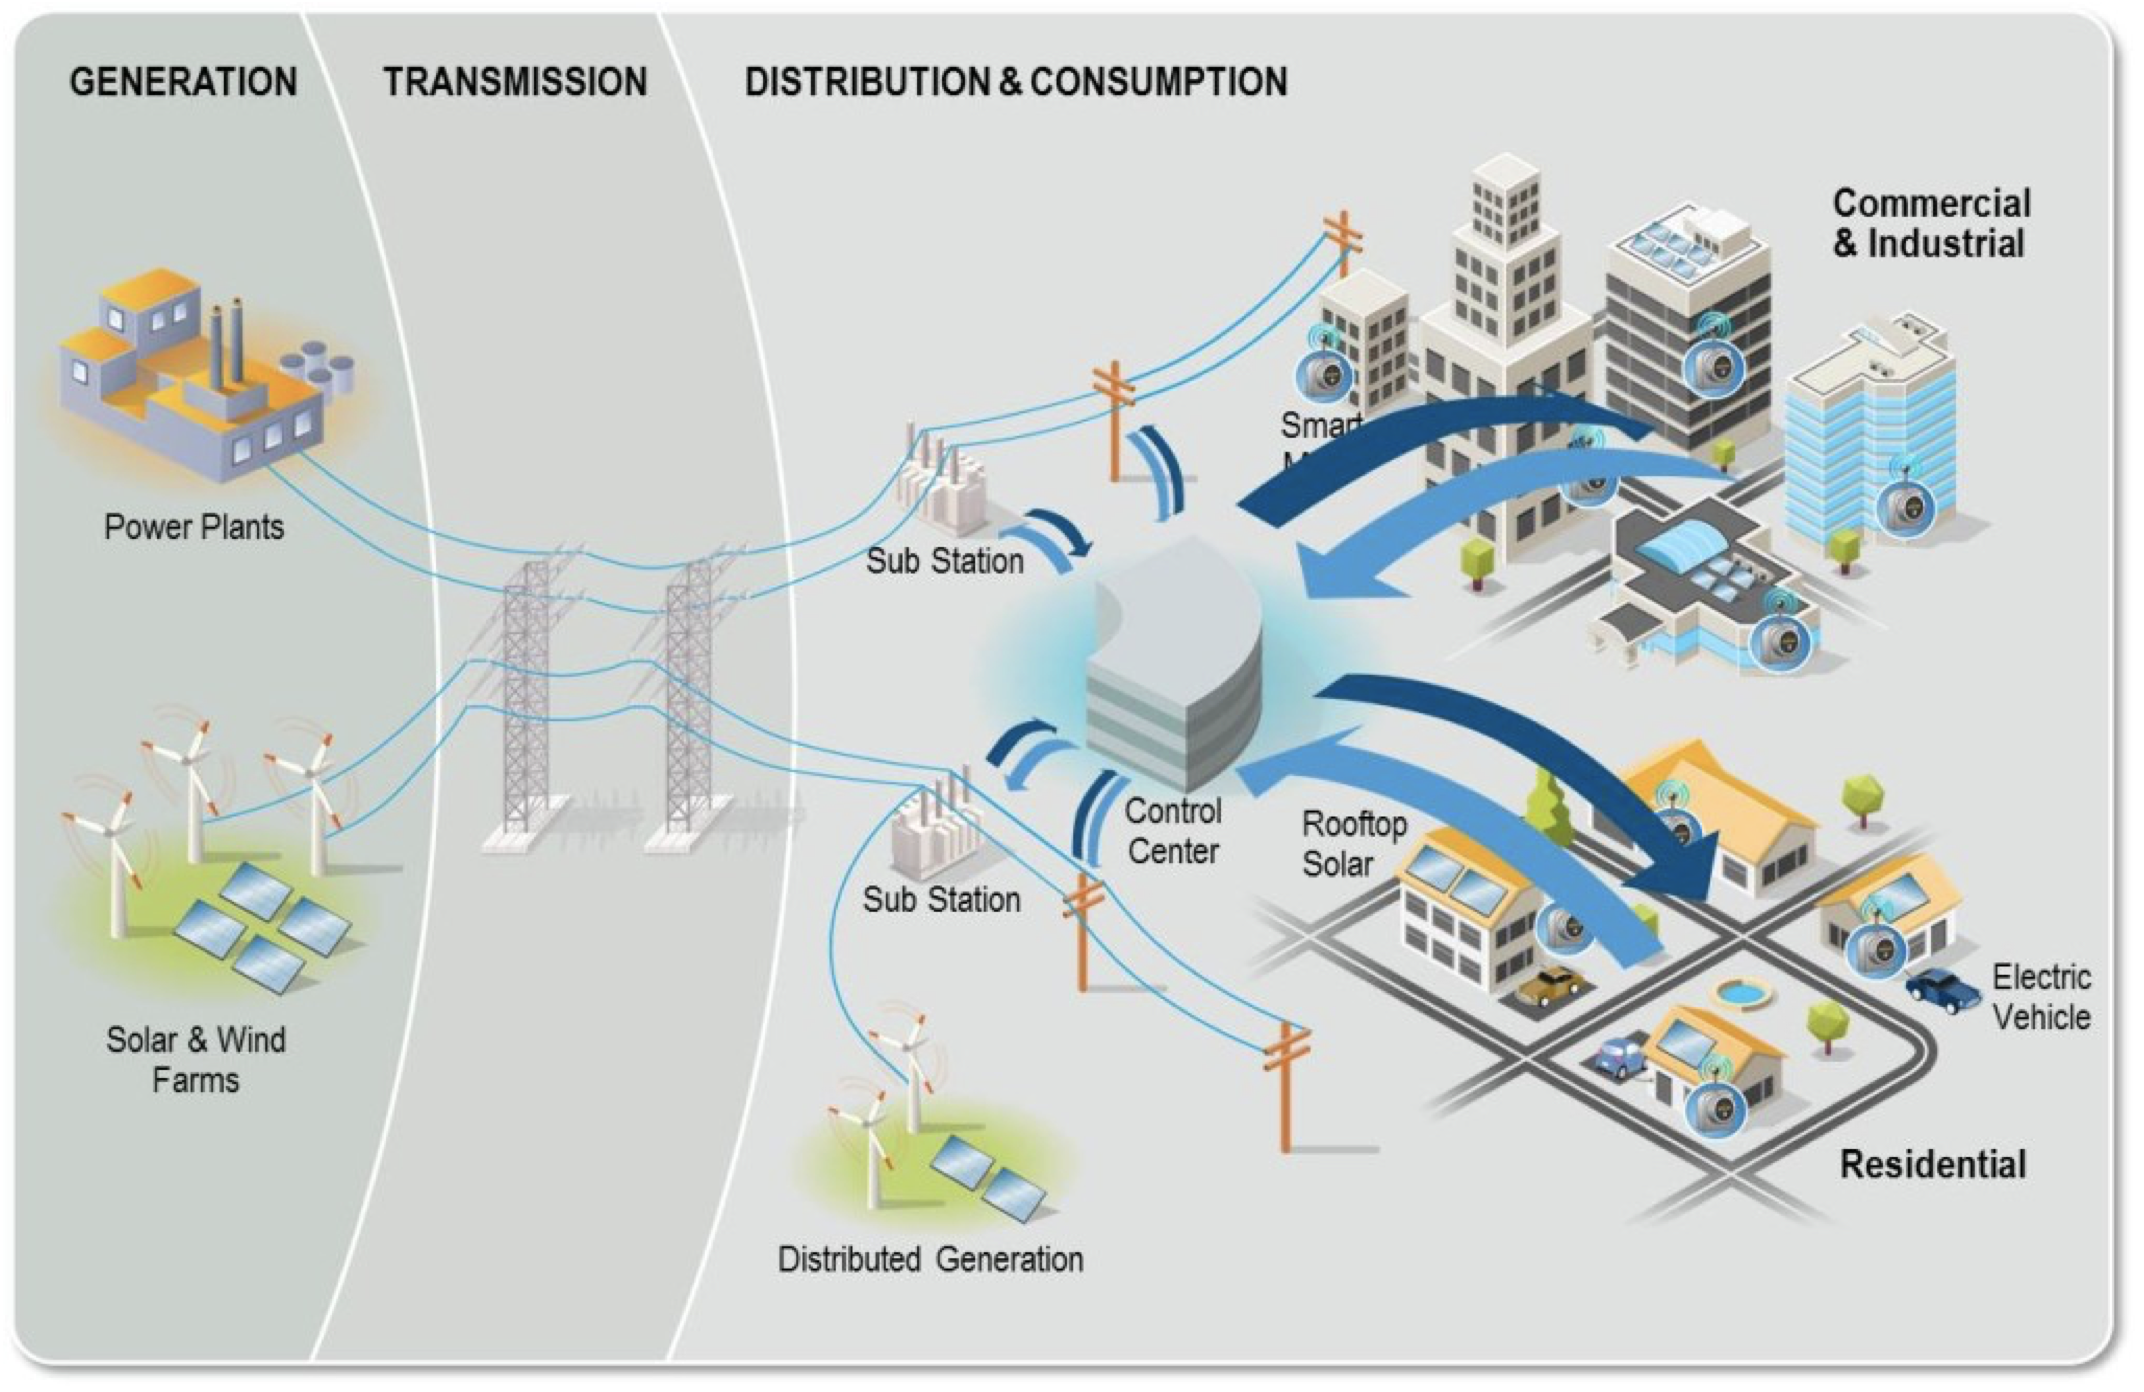 GENERATION
TRANSMISSION
DISTRIBUTION & CONSUMPTION
Commercial
& Industrial
Smart
Power Plants
Sub Station
Control
Center
Rooftop
Solar
Sub Station
Electric
Vehicle
Solar & Wind
Farms
Residential
Distributed Generation